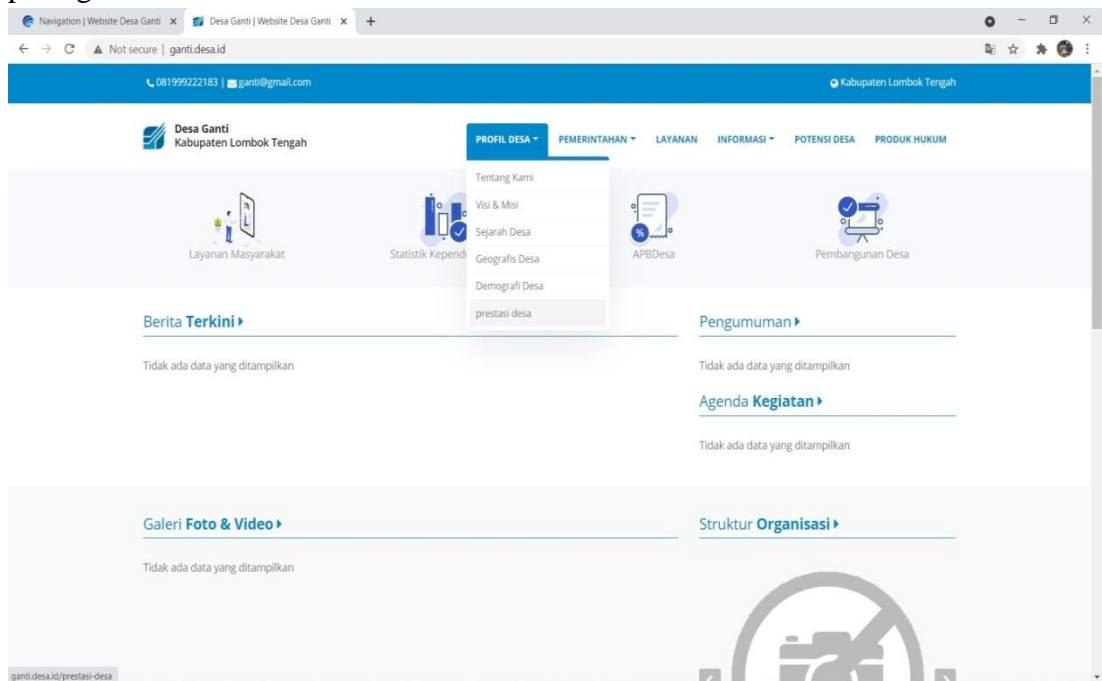 Navigation | Website Desa Ganti
Desa Ganti | Website Desa Ganti
Not secure | ganti.desa.id
081999222183 | ganti@gmail.com
Kabupaten Lombok Tengah
Desa Ganti
Kabupaten Lombok Tengah
PROFIL DESA
PEMERINTAHAN
LAYANAN
INFORMASI
POTENSI DESA
PRODUK HUKUM
Tentang Kami
Visi & Misi
Sejarah Desa
Geografis Desa
Demografi Desa
prestasi desa
Layanan Masyarakat
Statistik Kepend
APBDesa
Pembangunan Desa
Berita Terkini
Tidak ada data yang ditampilkan
Pengumuman
Tidak ada data yang ditampilkan
Agenda Kegiatan
Tidak ada data yang ditampilkan
Galeri Foto & Video
Tidak ada data yang ditampilkan
Struktur Organisasi
ganti.desa.id/prestasi-desa